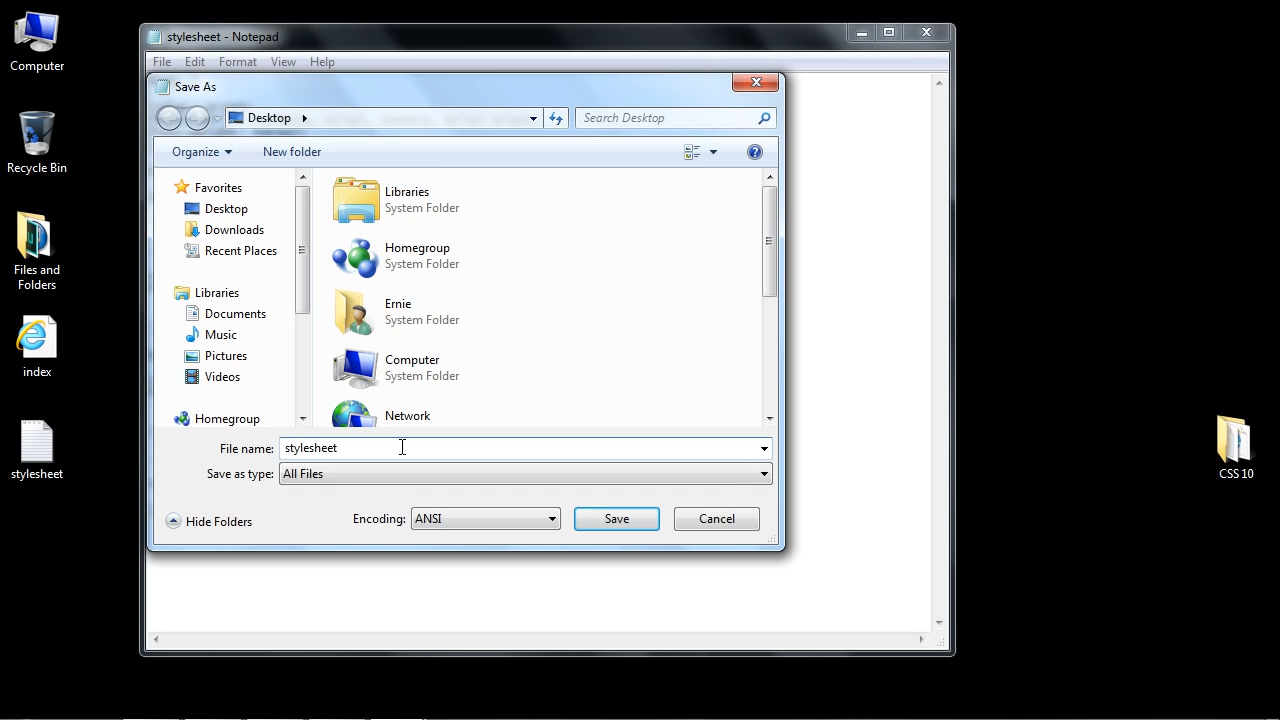 Computer
Recycle Bin
Files and
Folders
index
stylesheet
stylesheet - Notepad
File Edit Format View Help
Save As
Desktop
Search Desktop
Organize New folder
Favorites
Desktop
Downloads
Recent Places
Libraries
Documents
Music
Pictures
Videos
Homegroup
Libraries
System Folder
Homegroup
System Folder
Ernie
System Folder
Computer
System Folder
Network
File name: stylesheet
Save as type: All Files
Hide Folders Encoding: ANSI Save Cancel
CSS 10